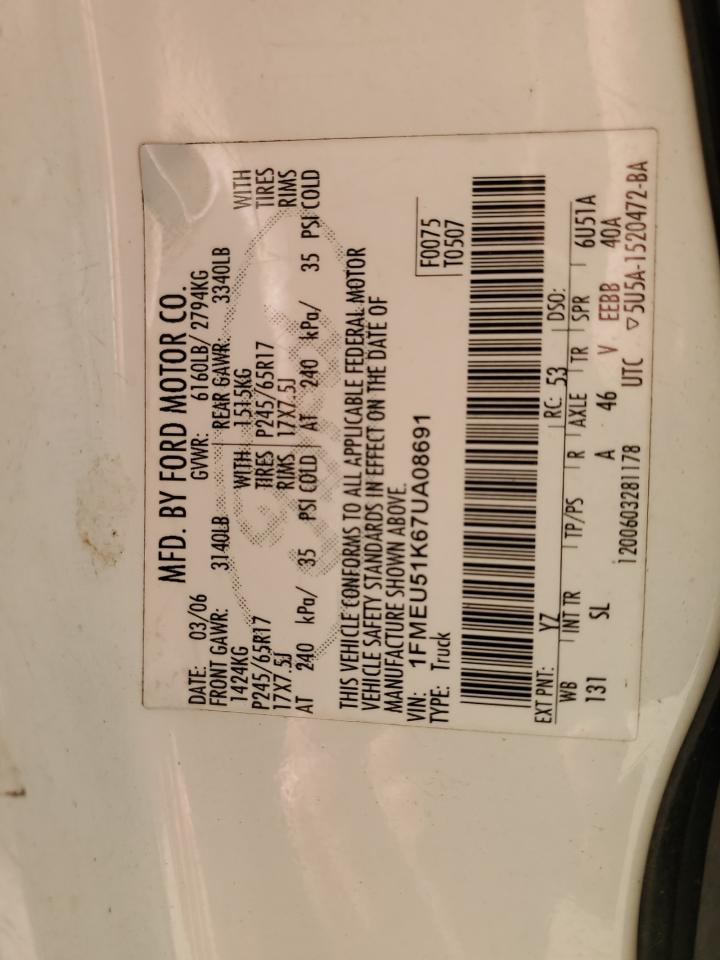 MFD. BY FORD MOTOR CO.
DATE: 03/06 GVWR: 6160LB/ 2794KG
FRONT GAWR: 3140LB REAR GAWR: 3340LB
1424KG WITH 1515KG WITH
P245/65R17 TIRES P245/65R17 TIRES
17X7.5J RIMS 17X7.5J RIMS
AT 240 kPa/ 35 PSI COLD AT 240 kPa/ 35 PSI COLD
THIS VEHICLE CONFORMS TO ALL APPLICABLE FEDERAL MOTOR
VEHICLE SAFETY STANDARDS IN EFFECT ON THE DATE OF
MANUFACTURE SHOWN ABOVE.
VIN: 1FMEU51K67UA08691 F0075
TYPE: Truck T0507
EXT PNT: YZ RC: 53 DSO:
WB INT TR TP/PS R AXLE TR SPR 6U51A
131 SL A 46 V EEBB 40A
1200603281178 UTC ▽5U5A-1520472-BA